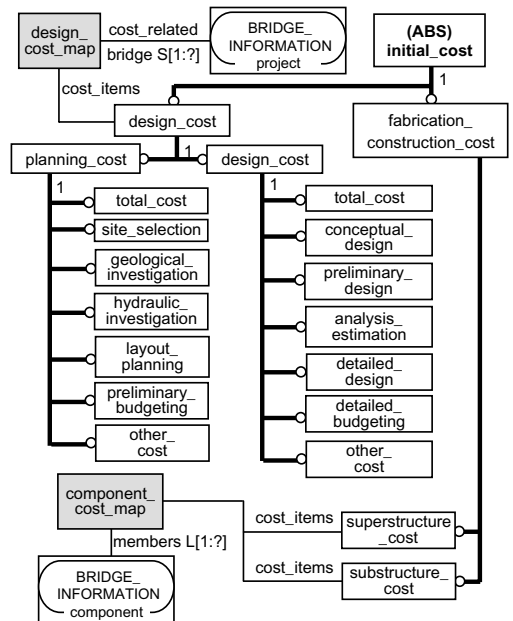 design_
cost_map
cost_related
bridge S[1:?]
BRIDGE_
INFORMATION
project
(ABS)
initial_cost
1
cost_items
design_cost
fabrication_
construction_cost
planning_cost
1
design_cost
1
total_cost
site_selection
geological_
investigation
hydraulic_
investigation
layout_
planning
preliminary_
budgeting
other_
cost
1
total_cost
conceptual_
design
preliminary_
design
analysis_
estimation
detailed_
design
detailed_
budgeting
other_
cost
component_
cost_map
members L[1:?]
BRIDGE_
INFORMATION
component
cost_items
superstructure
_cost
cost_items
substructure_
cost